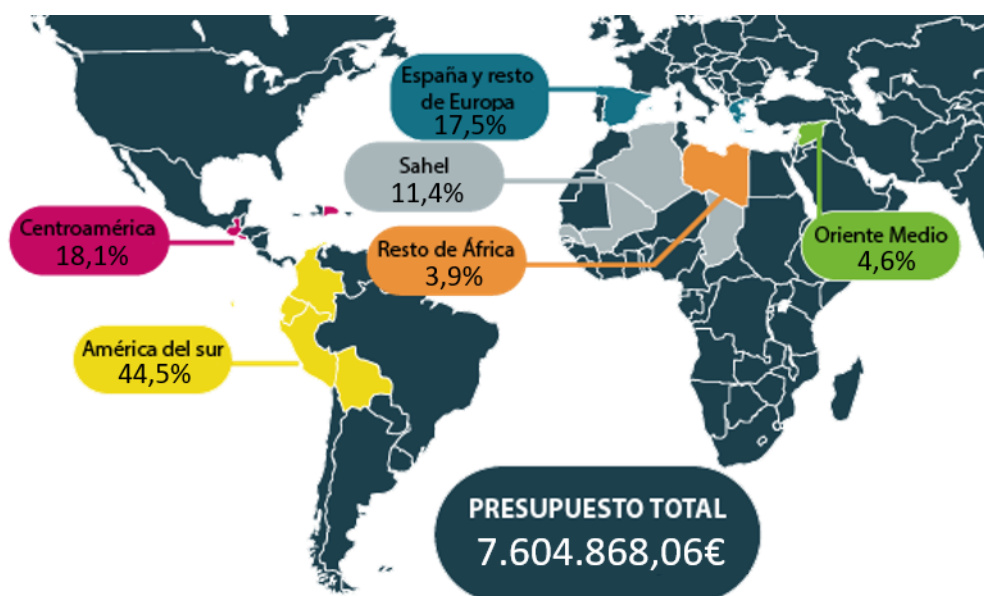 España y resto
de Europa
17,5%
Sahel
11,4%
Centroamérica
18,1%
Resto de África
3,9%
Oriente Medio
4,6%
América del sur
44,5%
PRESUPUESTO TOTAL
7.604.868,06€